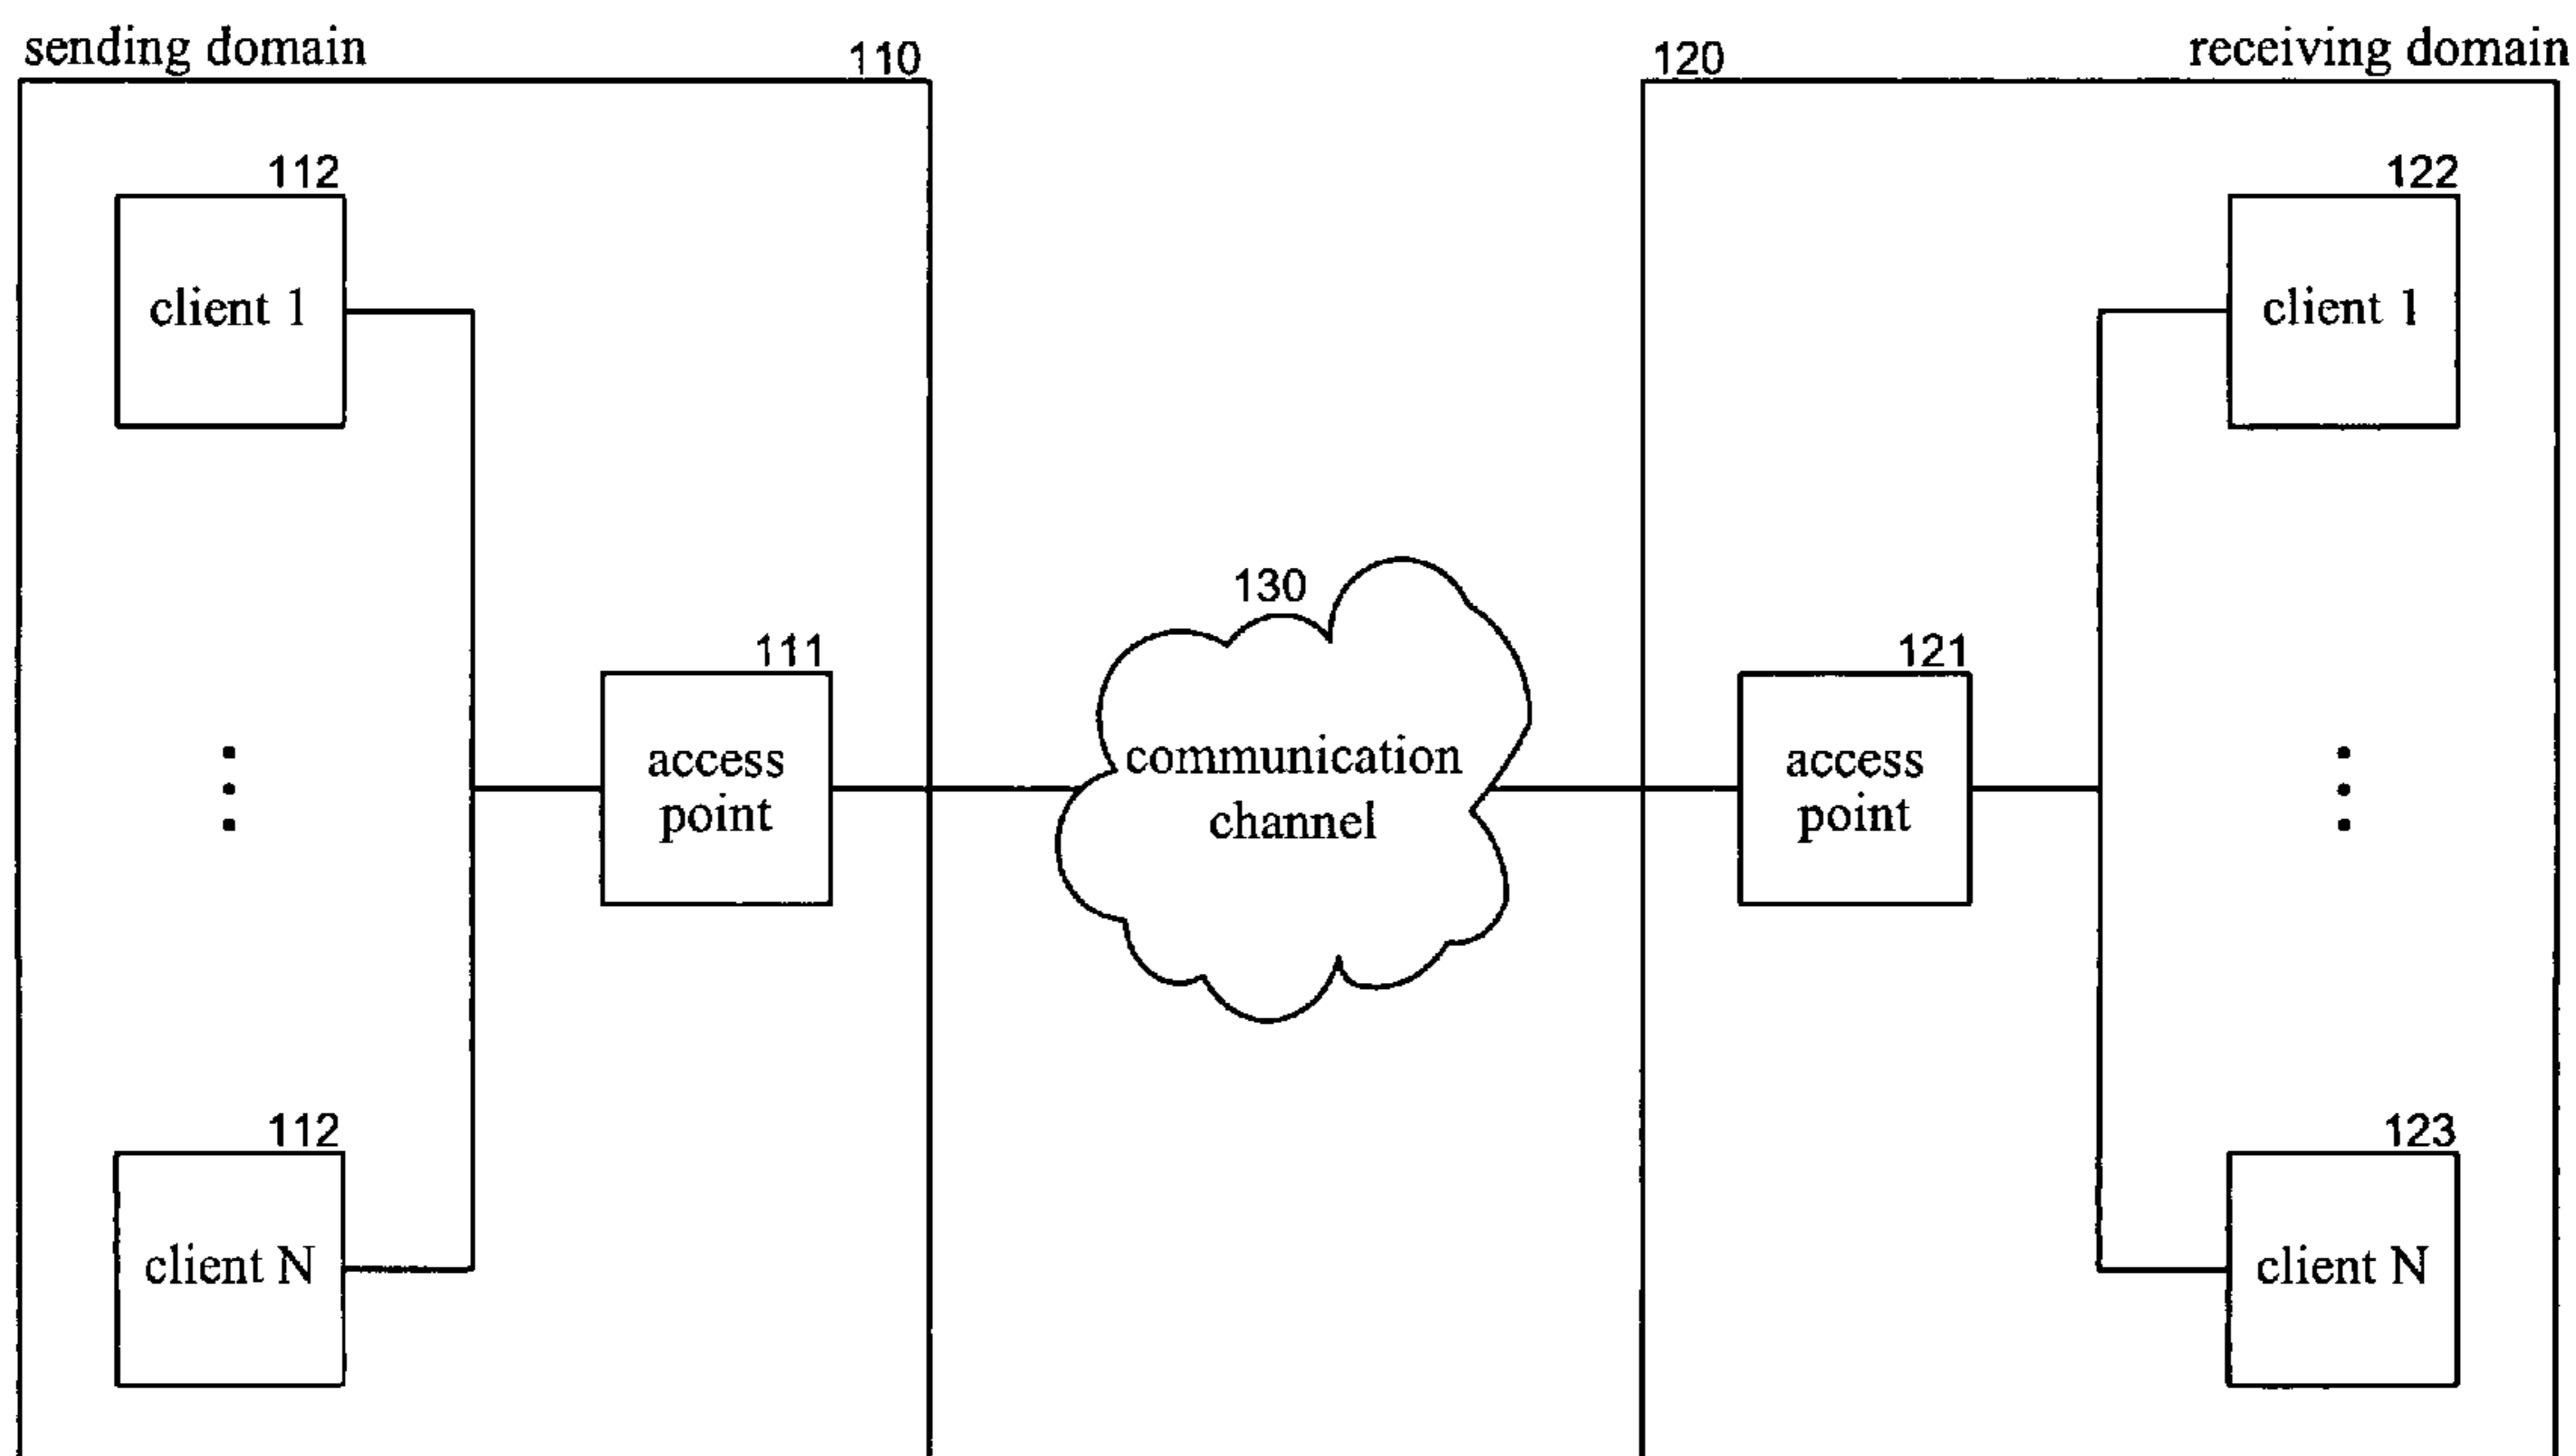 sending domain
110
120
receiving domain
112
client 1
122
client 1
130
communication
channel
111
access
point
121
access
point
112
client N
123
client N